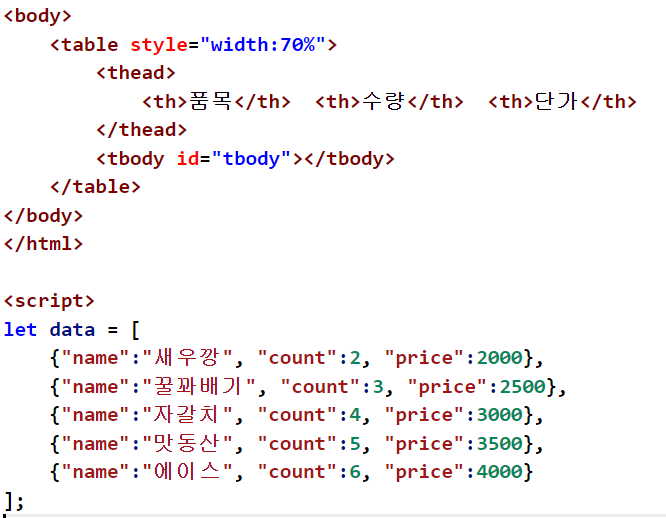 <body>
<table style="width:70%">
<thead>
<th>품목</th> <th>수량</th> <th>단가</th>
</thead>
<tbody id="tbody"></tbody>
</table>
</body>
</html>
<script>
let data = [
{"name":"새우깡", "count":2, "price":2000},
{"name":"꿀꽈배기", "count":3, "price":2500},
{"name":"자갈치", "count":4, "price":3000},
{"name":"맛동산", "count":5, "price":3500},
{"name":"에이스", "count":6, "price":4000}
];